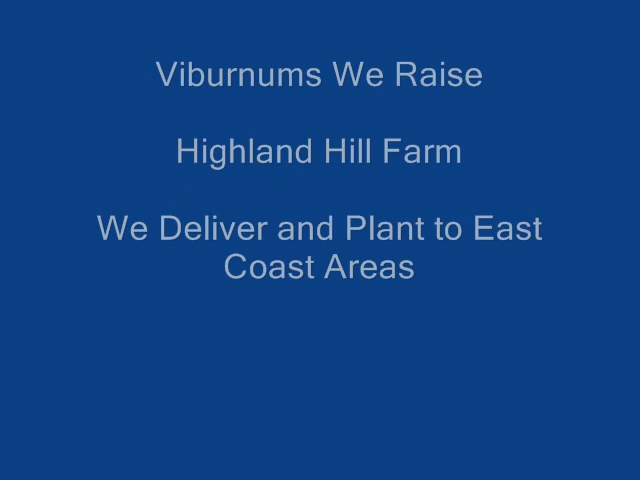 Viburnums We Raise
Highland Hill Farm
We Deliver and Plant to East
Coast Areas